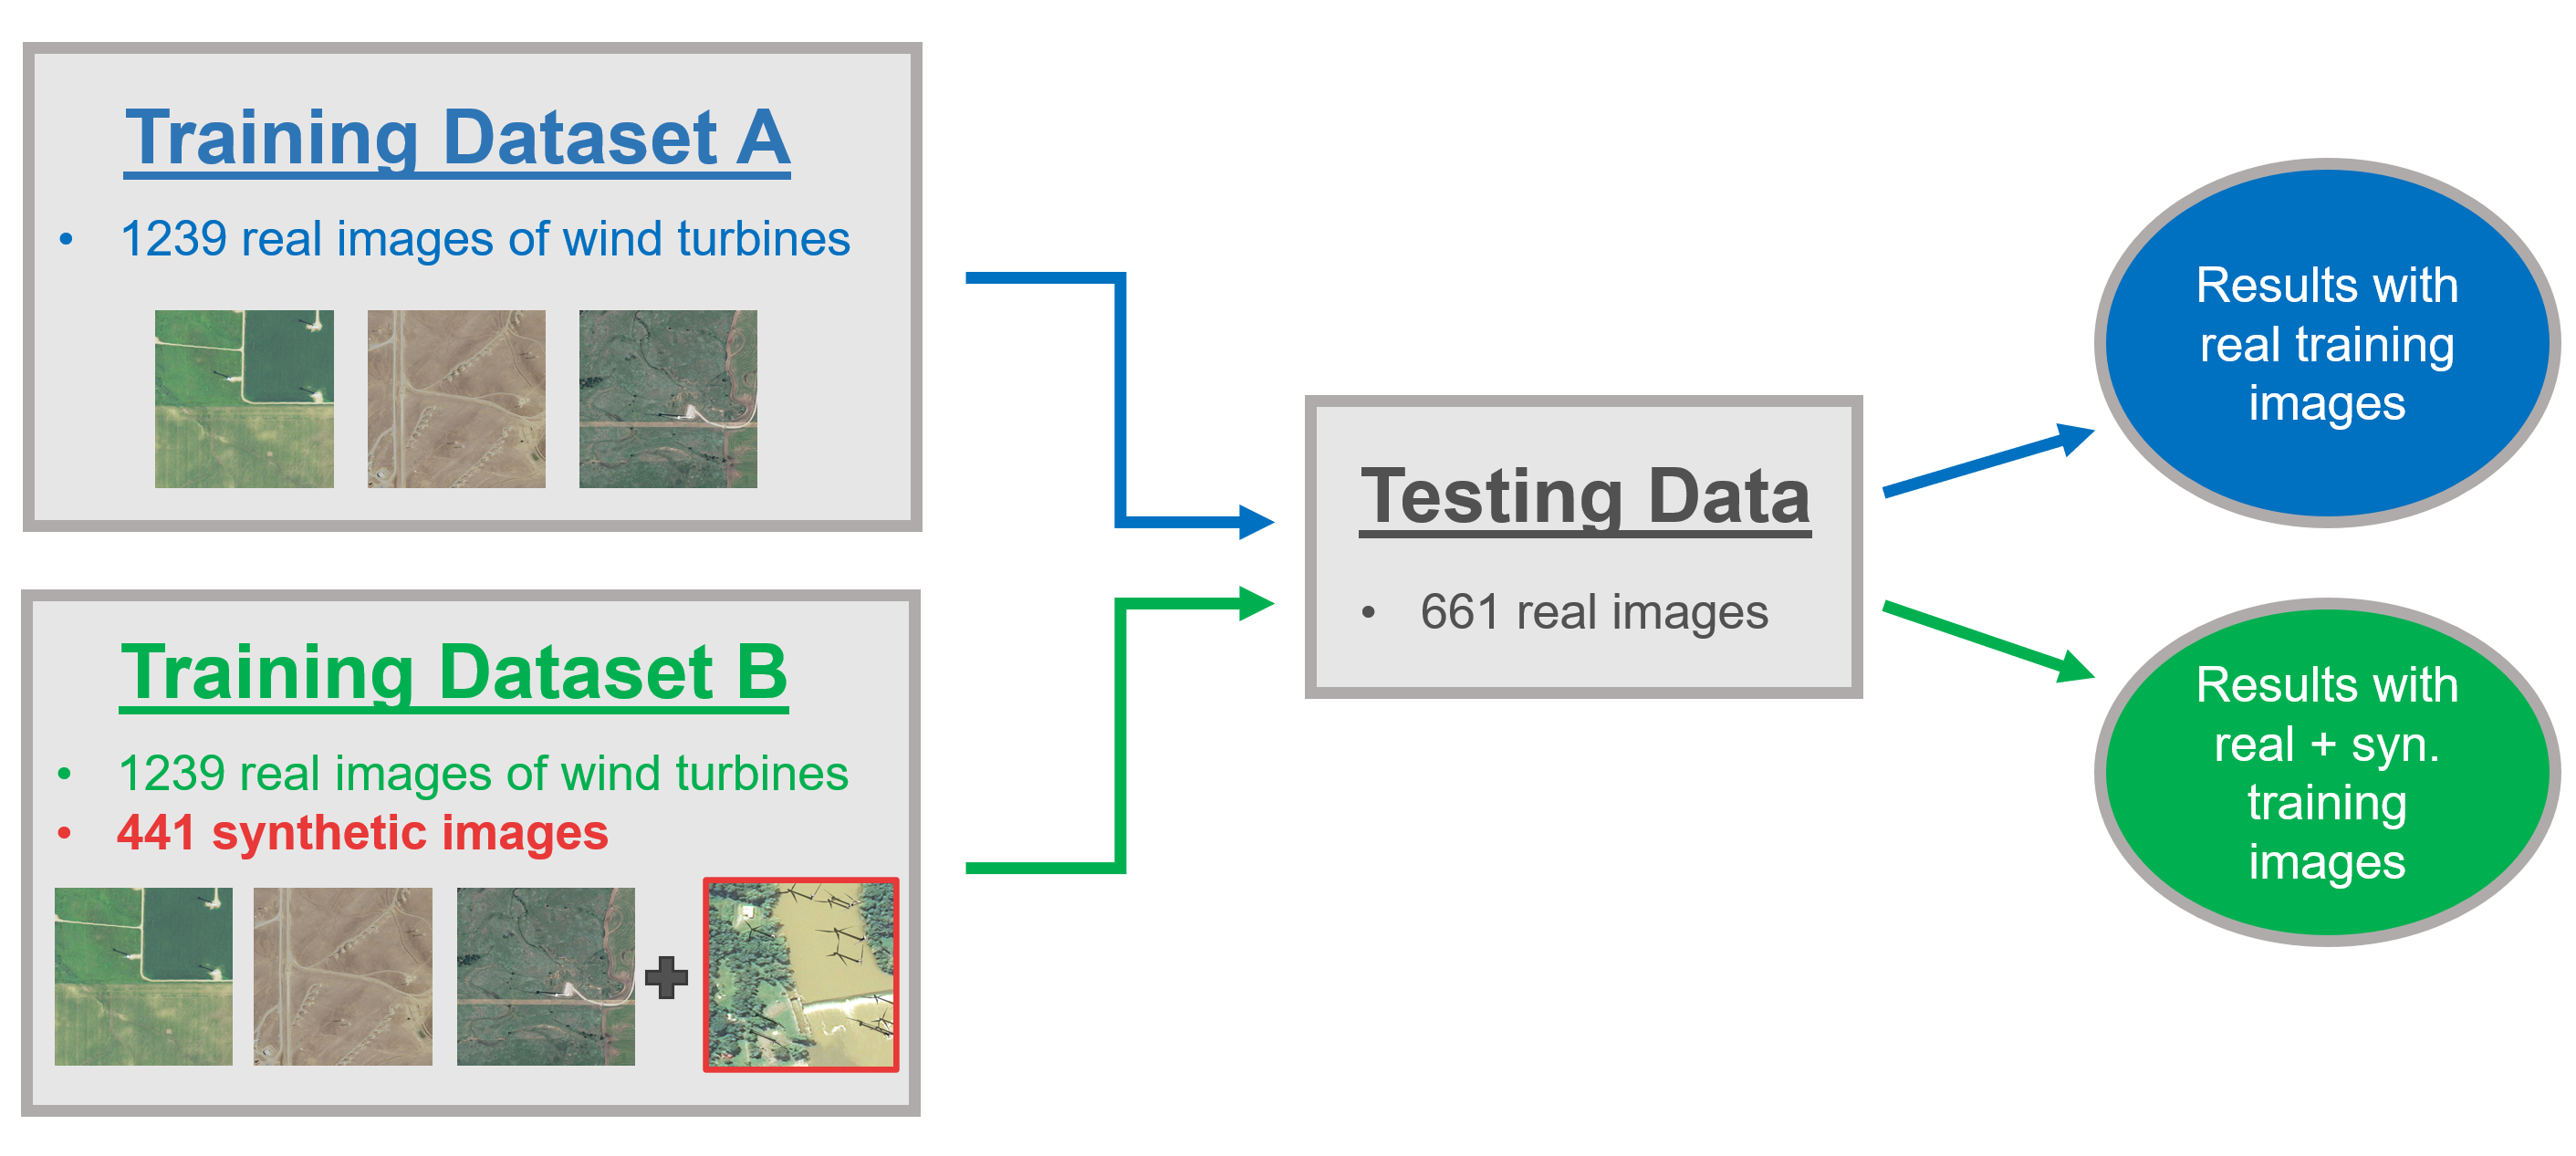 Training Dataset A
• 1239 real images of wind turbines
Training Dataset B
• 1239 real images of wind turbines
• 441 synthetic images
Testing Data
• 661 real images
Results with
real training
images
Results with
real + syn.
training
images